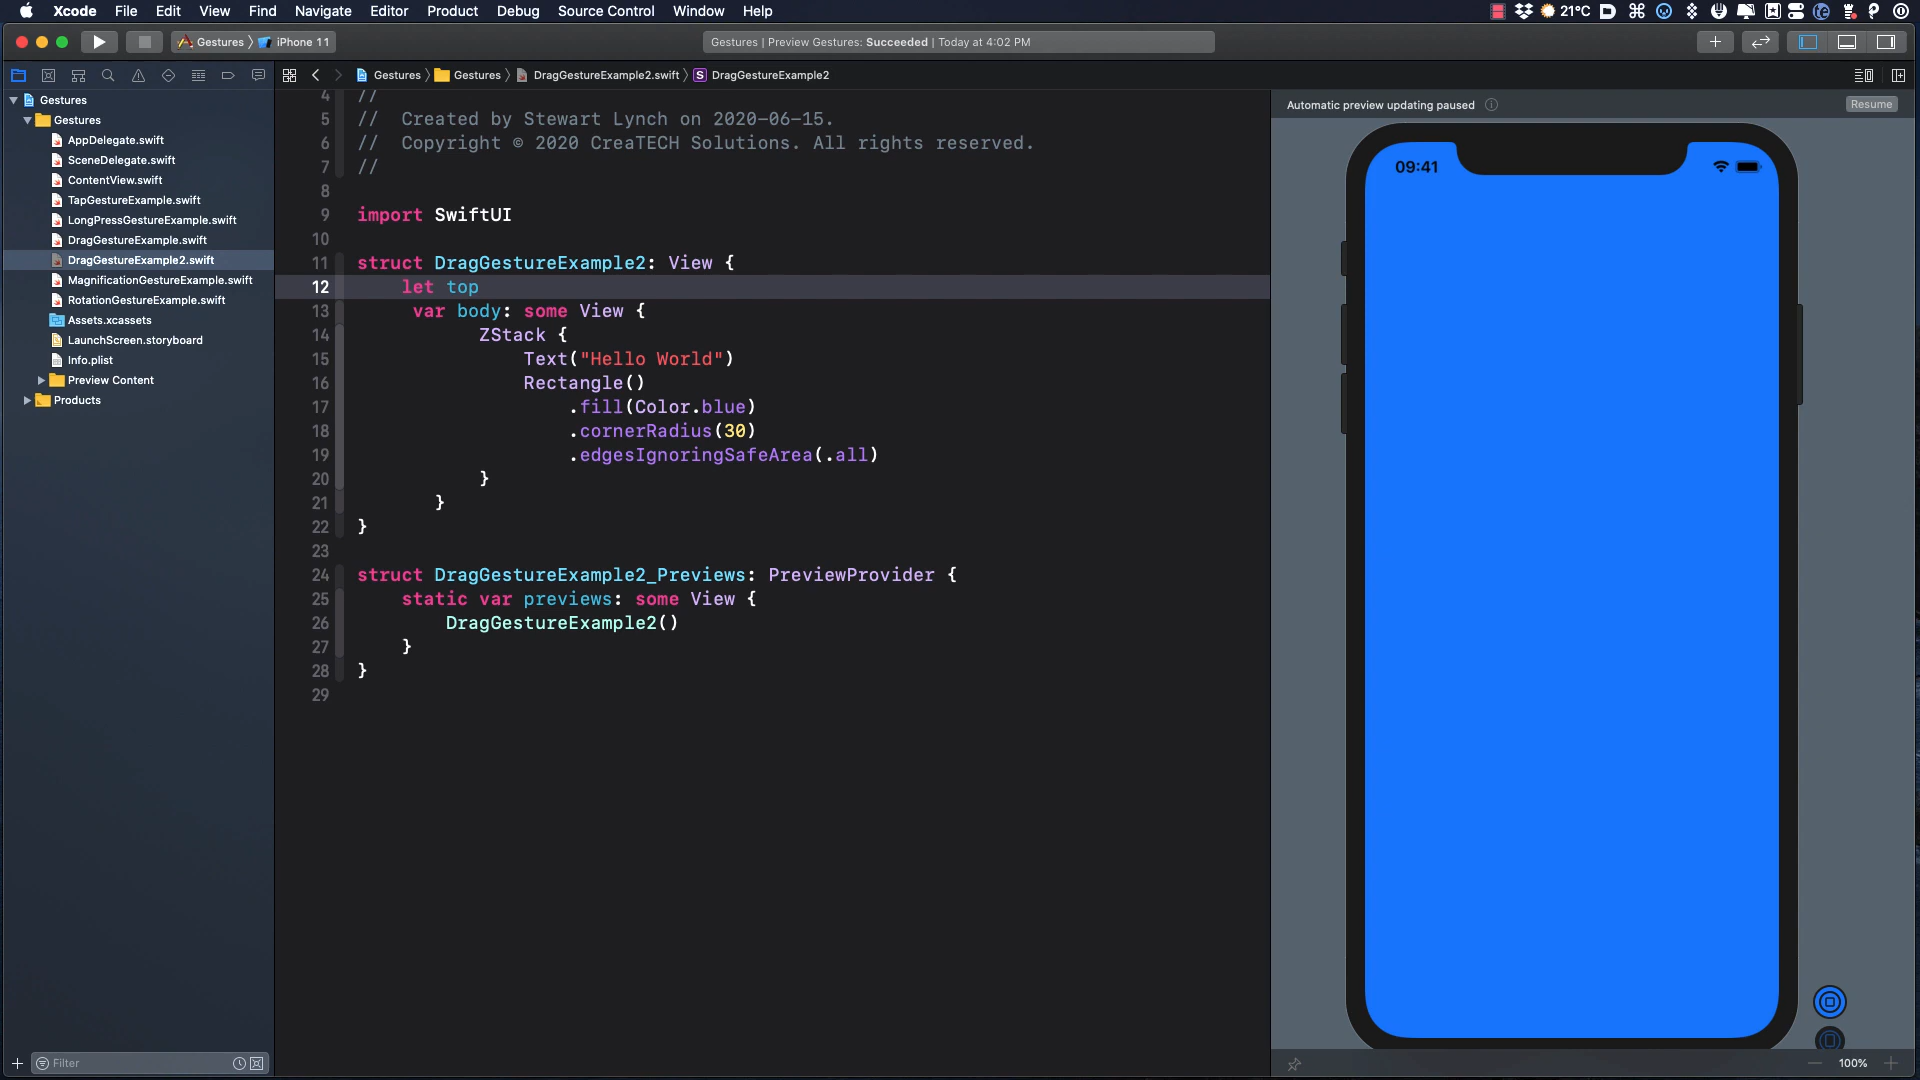 Xcode File Edit View Find Navigate Editor Product Debug Source Control Window Help
21°C
Gestures iPhone 11
Gestures | Preview Gestures: Succeeded | Today at 4:02 PM
Gestures Gestures DragGestureExample2.swift S DragGestureExample2
Gestures
Gestures
AppDelegate.swift
SceneDelegate.swift
ContentView.swift
TapGestureExample.swift
LongPressGestureExample.swift
DragGestureExample.swift
DragGestureExample2.swift
MagnificationGestureExample.swift
RotationGestureExample.swift
Assets.xcassets
LaunchScreen.storyboard
Info.plist
Preview Content
Products
Filter
4 //
5 // Created by Stewart Lynch on 2020-06-15.
6 // Copyright © 2020 CreaTECH Solutions. All rights reserved.
7 //
8
9 import SwiftUI
10
11 struct DragGestureExample2: View {
12 let top
13 var body: some View {
14 ZStack {
15 Text("Hello World")
16 Rectangle()
17 .fill(Color.blue)
18 .cornerRadius(30)
19 .edgesIgnoringSafeArea(.all)
20 }
21 }
22 }
23
24 struct DragGestureExample2_Previews: PreviewProvider {
25 static var previews: some View {
26 DragGestureExample2()
27 }
28 }
29
Automatic preview updating paused
Resume
09:41
100%